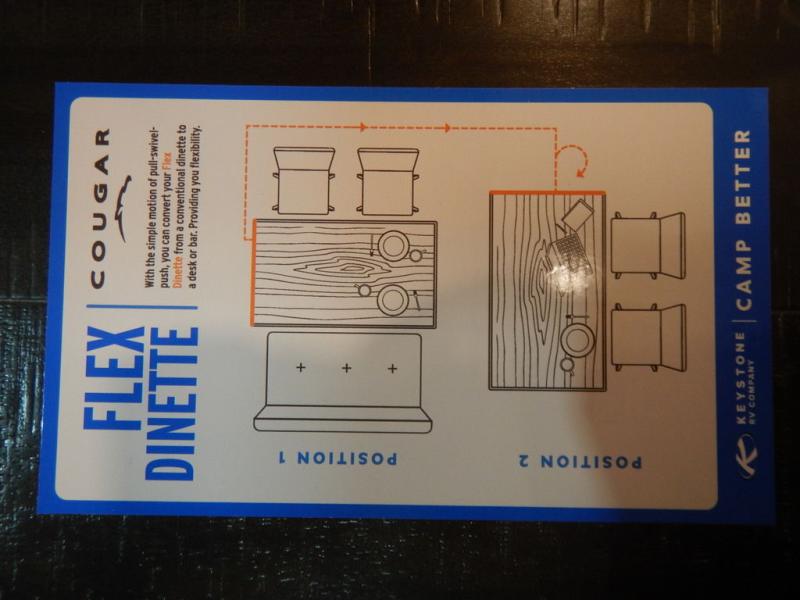 FLEX
DINETTE
COUGAR
With the simple motion of pull-swivel-
push, you can convert your Flex
Dinette from a conventional dinette to
a desk or bar. Providing you flexibility.
POSITION 1
POSITION 2
KEYSTONE
RV COMPANY
CAMP BETTER